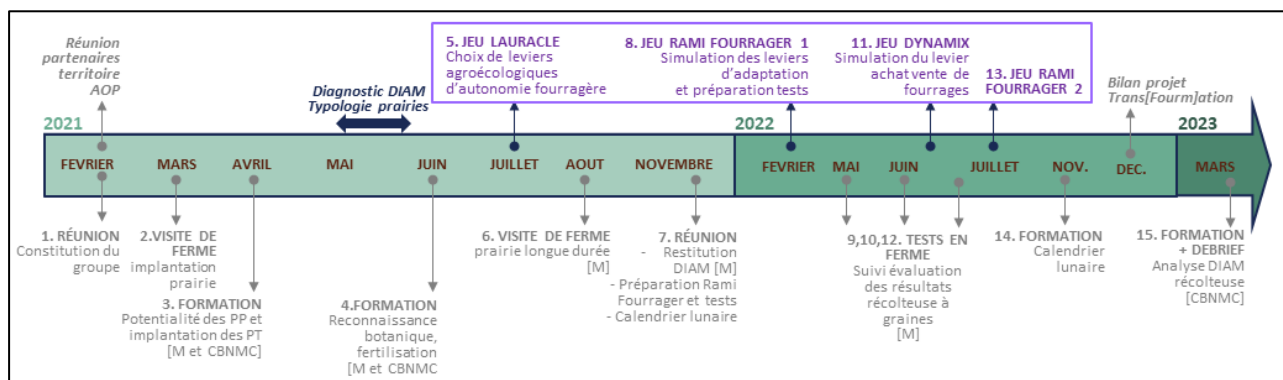 Réunion
partenaires
territoire
AOP
Diagnostic DIAM
Typologie prairies
5. JEU LAURACLE
Choix de leviers
agroécologiques
d'autonomie fourragère
8. JEU RAMI FOURRAGER 1
Simulation des leviers
d'adaptation
et préparation tests
11. JEU DYNAMIX
Simulation du levier
achat vente de
fourrages
13. JEU RAMI
FOURRAGER 2
Bilan projet
Trans[Fourm]ation
2021
2022
2023
FEVRIER
MARS
AVRIL
MAI
JUIN
JUILLET
AOUT
NOVEMBRE
FEVRIER
MAI
JUIN
JUILLET
NOV.
DEC.
MARS
1. RÉUNION
Constitution du
groupe
2.VISITE DE
FERME
implantation
prairie
3. FORMATION
Potentialité des PP et
implantation des PT
[M et CBNMC]
4.FORMATION
Reconnaissance
botanique,
fertilisation
[M et CBNMC
6. VISITE DE FERME
prairie longue durée
[M]
7. RÉUNION
- Restitution
DIAM [M]
- Préparation Rami
Fourrager et tests
- Calendrier lunaire
9,10,12. TESTS EN
FERME
Suivi évaluation
des résultats
récolteuse à
graines
[M]
14. FORMATION
Calendrier
lunaire
15. FORMATION
+ DEBRIEF
Analyse DIAM
récolteuse
[CBNMC]